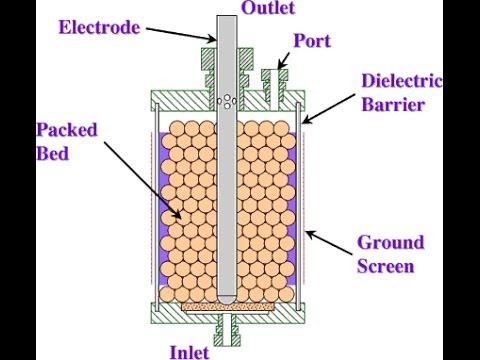 Outlet
Electrode
Port
Dielectric
Barrier
Packed
Bed
Ground
Screen
Inlet